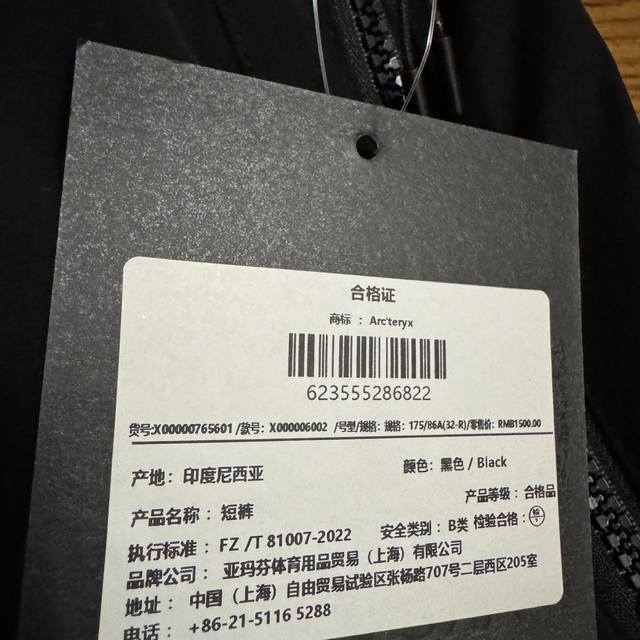 合格证
商标 ：Arc'teryx
623555286822
货号:X00000765601 /款号：X000006002 /号型/规格：规格：175/86A(32-R)/零售价：RMB1500.00
产地：印度尼西亚 颜色：黑色 / Black
产品名称 ：短裤 产品等级 ：合格品
执行标准 ：FZ /T 81007-2022 安全类别 ：B类 检验合格：检1
品牌公司 ：亚玛芬体育用品贸易（上海）有限公司
地址 ：中国（上海）自由贸易试验区张杨路707号二层西区205室
电话 ：+86-21-5116 5288